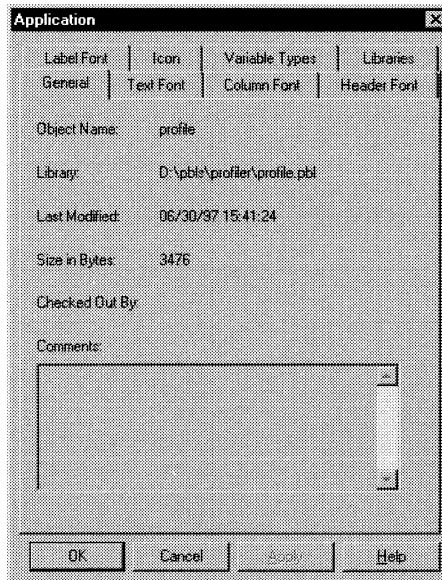 Application
Label Font Icon Variable Types Libraries
General Text Font Column Font Header Font
Object Name: profile
Library: D:\pbls\profiler\profile.pbl
Last Modified: 06/30/97 15:41:24
Size in Bytes: 3476
Checked Out By:
Comments:
OK Cancel Apply Help